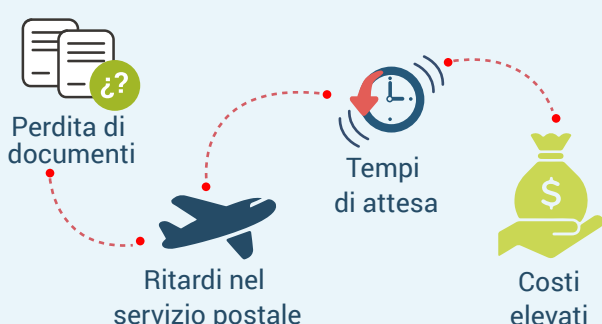 ¿?
Perdita di
documenti
Ritardi nel
servizio postale
Tempi
di attesa
$
Costi
elevati